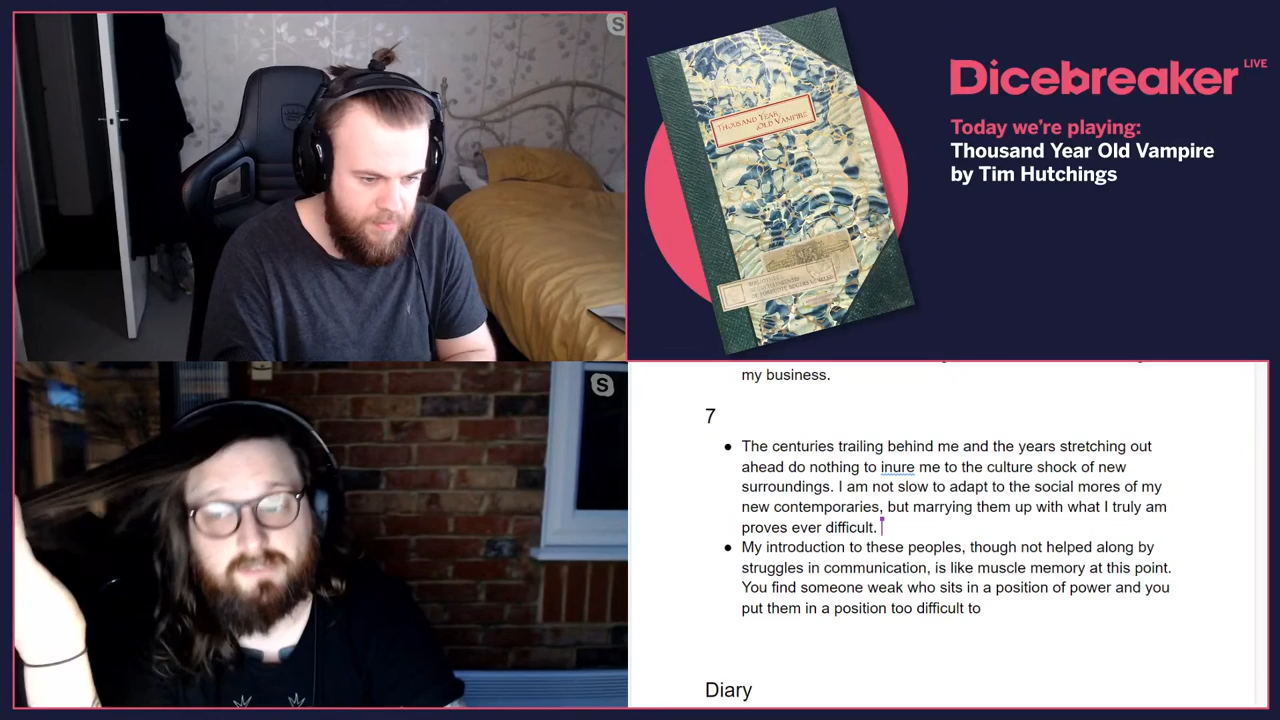 S
THOUSAND YEAR
OLD VAMPIRE
Dicebreaker LIVE
Today we're playing:
Thousand Year Old Vampire
by Tim Hutchings
S
my business.
7
● The centuries trailing behind me and the years stretching out
ahead do nothing to inure me to the culture shock of new
surroundings. I am not slow to adapt to the social mores of my
new contemporaries, but marrying them up with what I truly am
proves ever difficult.
● My introduction to these peoples, though not helped along by
struggles in communication, is like muscle memory at this point.
You find someone weak who sits in a position of power and you
put them in a position too difficult to
Diary